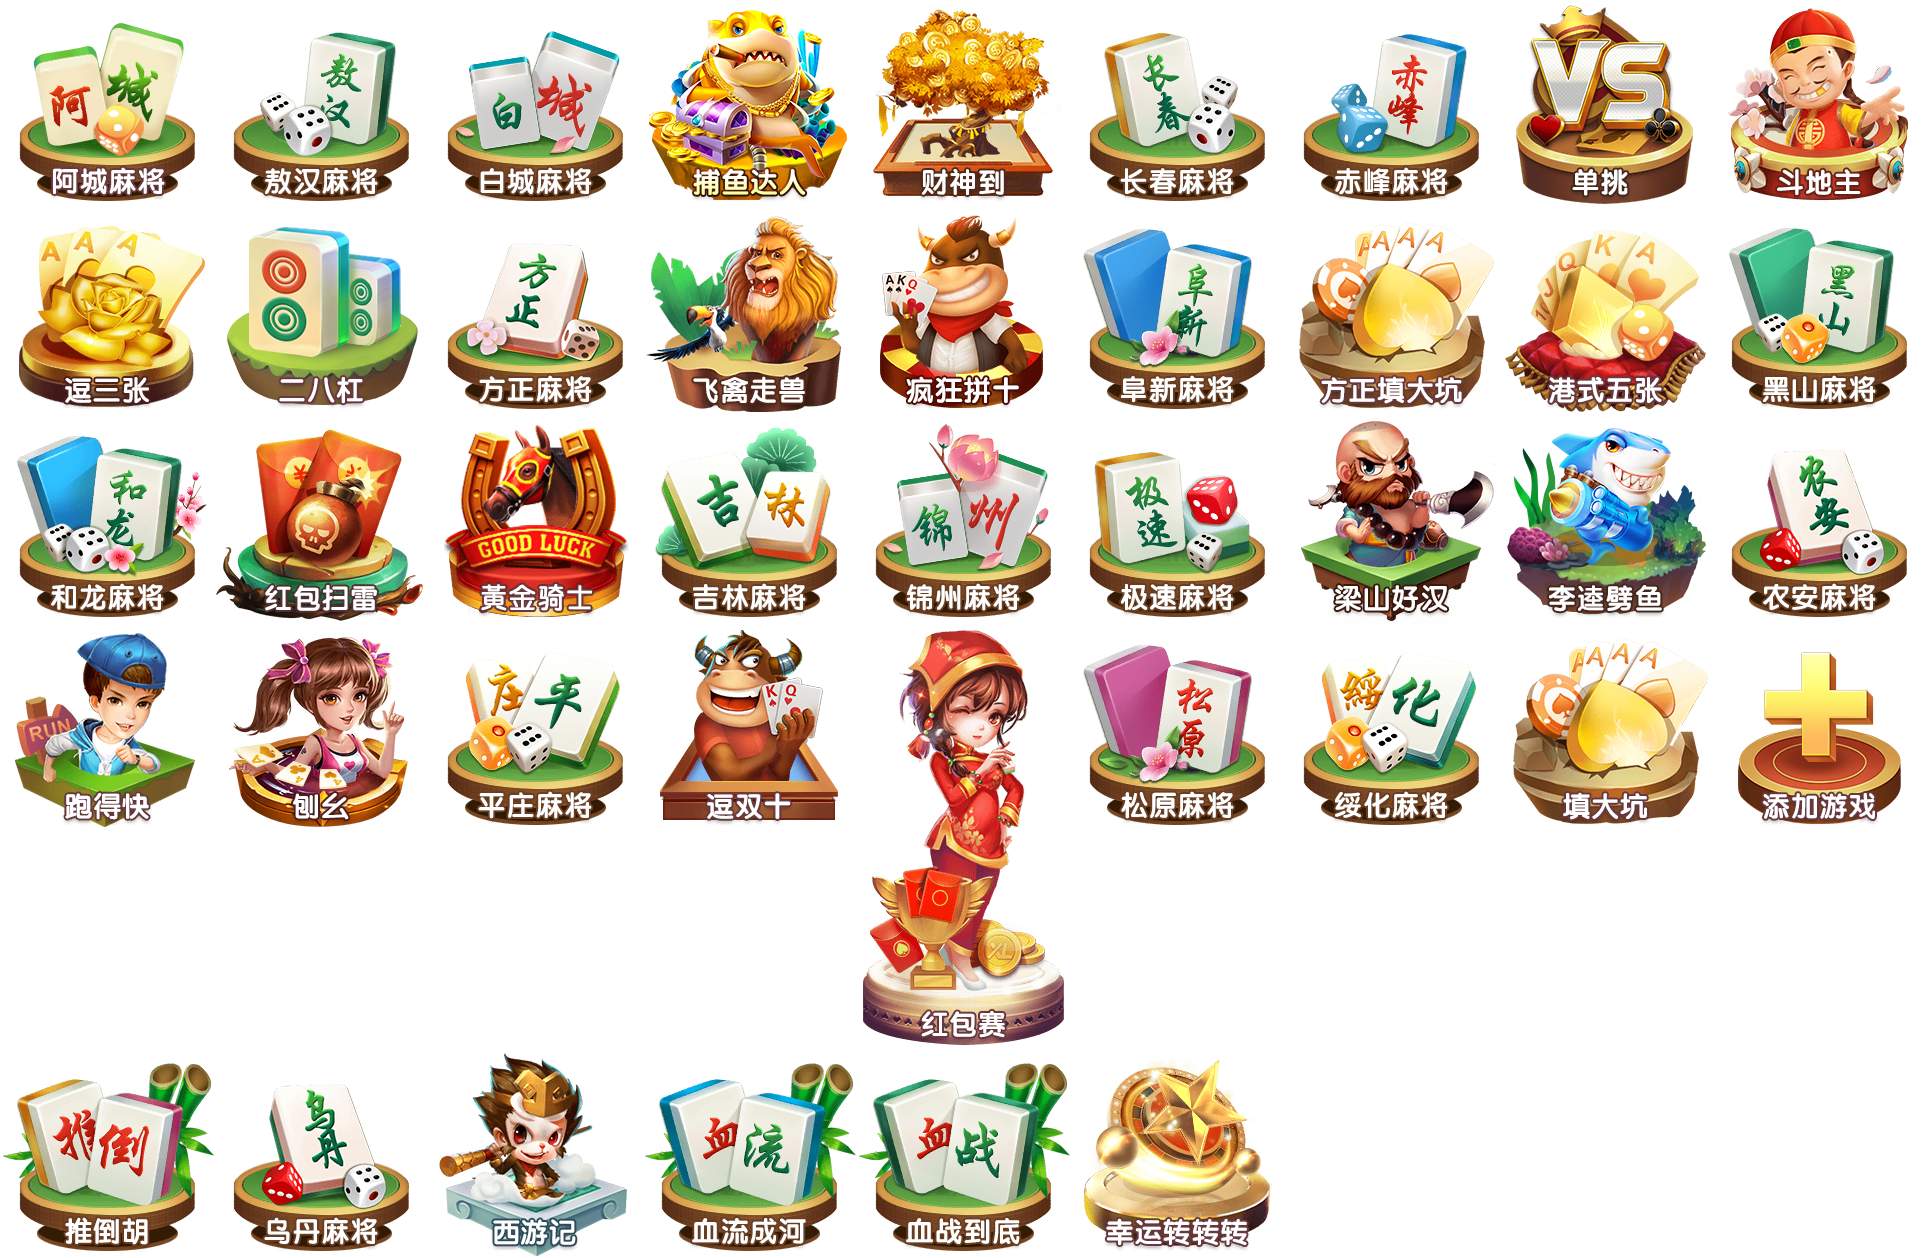 阿 城
阿城麻将
敖汉
敖汉麻将
白 城
白城麻将
捕鱼达人
财神到
长春
长春麻将
赤峰
赤峰麻将
VS
单挑
斗地主
A A A
逗三张
二八杠
方正
方正麻将
飞禽走兽
A K Q
疯狂拼十
阜新
阜新麻将
A A A A
方正填大坑
10 J Q K A
港式五张
黑山
黑山麻将
和龙
和龙麻将
红包扫雷
GOOD LUCK
黃金骑士
吉 林
吉林麻将
锦 州
锦州麻将
极速
极速麻将
梁山好汉
李逵劈鱼
农安
农安麻将
RUN
跑得快
刨幺
庄 平
平庄麻将
K Q
逗双十
红包赛
松原
松原麻将
绥 化
绥化麻将
A A A A
填大坑
添加游戏
推 倒
推倒胡
乌丹
乌丹麻将
西游记
血 流
血流成河
血 战
血战到底
幸运转转转